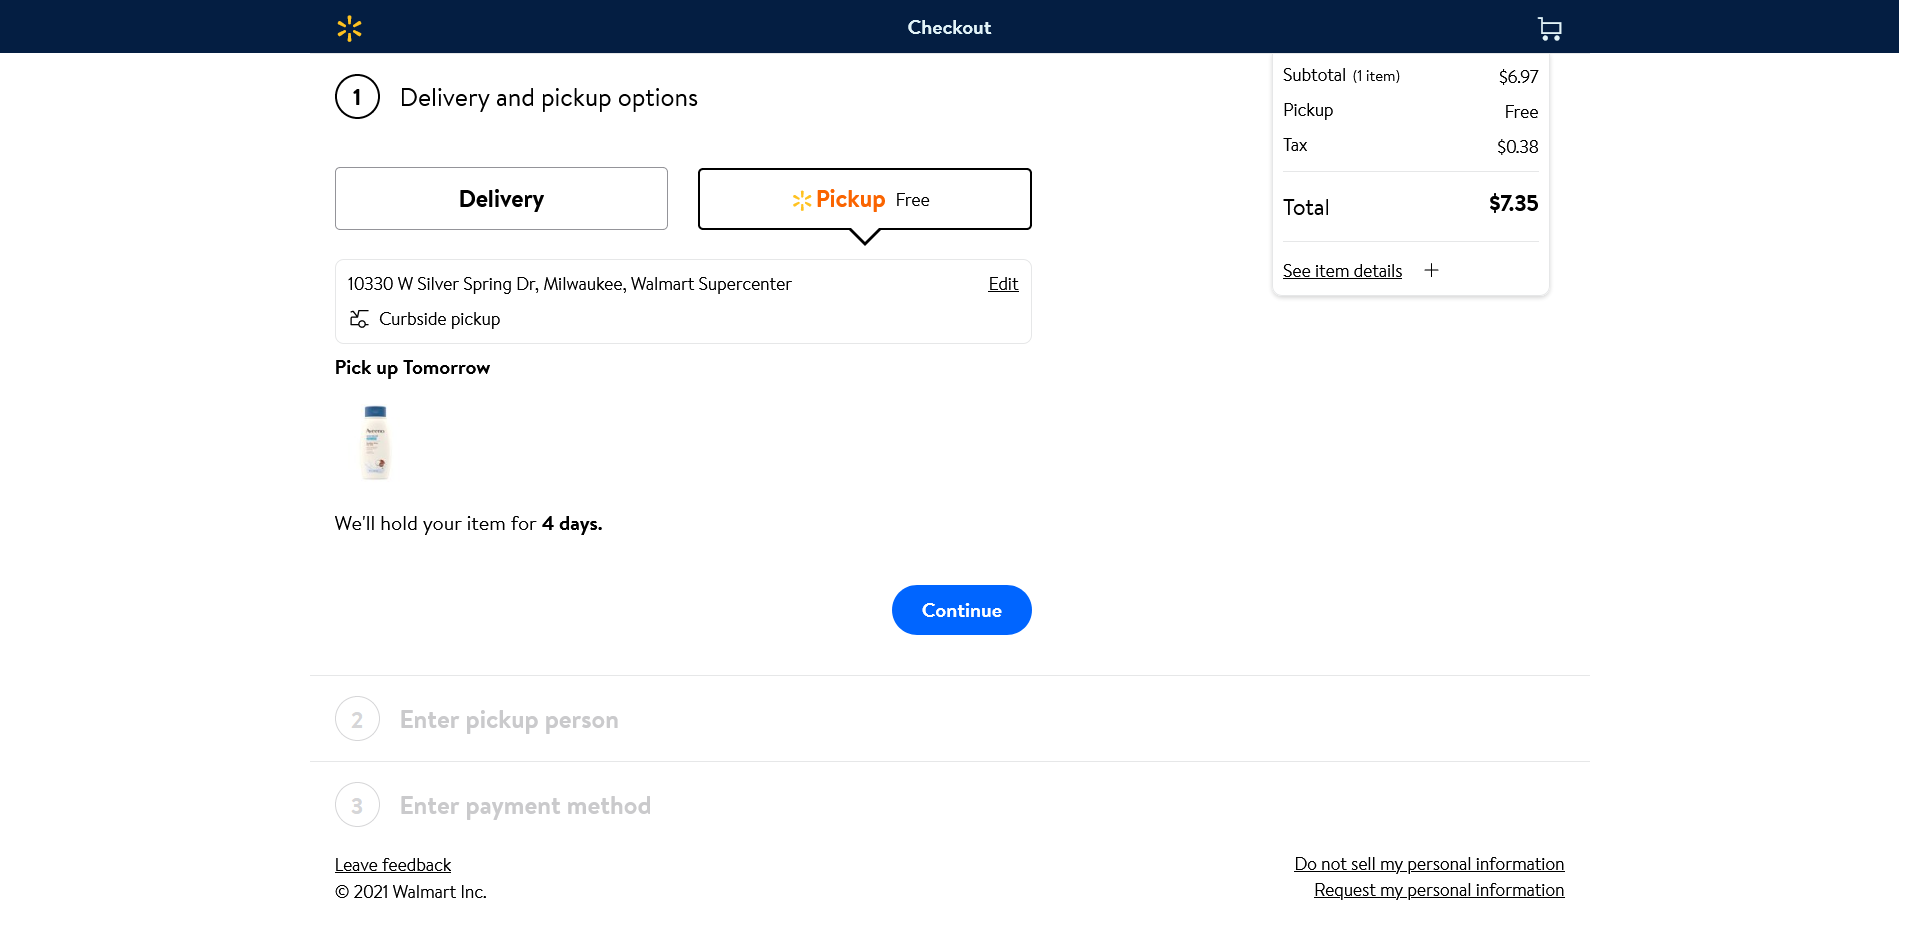 Checkout
1 Delivery and pickup options
Delivery
Pickup Free
10330 W Silver Spring Dr, Milwaukee, Walmart Supercenter Edit
Curbside pickup
Pick up Tomorrow
Aveeno
We'll hold your item for 4 days.
Continue
2 Enter pickup person
3 Enter payment method
Subtotal (1 item) $6.97
Pickup Free
Tax $0.38
Total $7.35
See item details
Leave feedback
© 2021 Walmart Inc.
Do not sell my personal information
Request my personal information